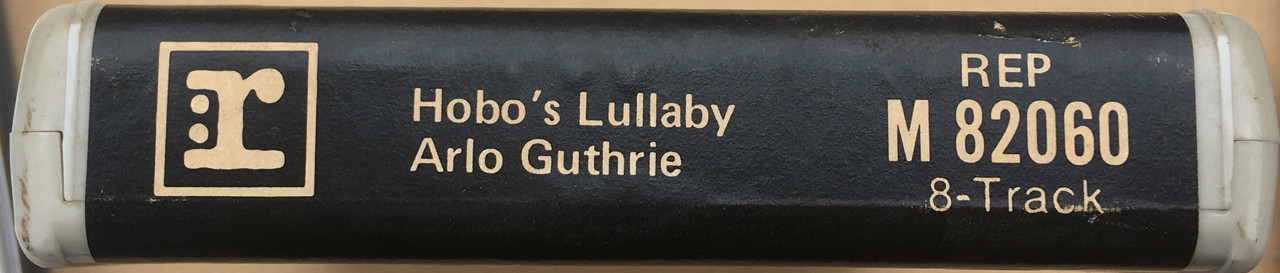 :r
Hobo's Lullaby
Arlo Guthrie
REP
M 82060
8-Track